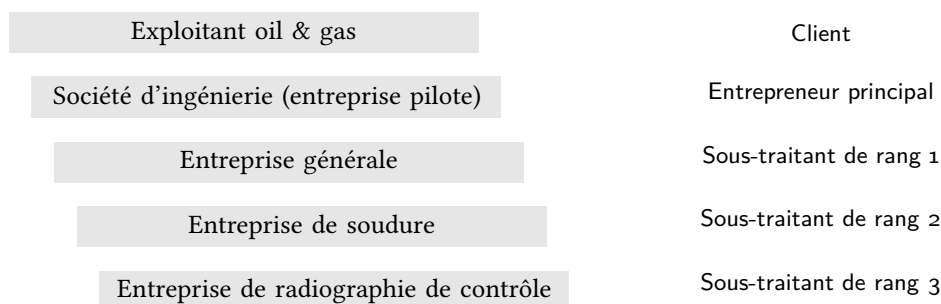 Exploitant oil & gas Client
Société d'ingénierie (entreprise pilote) Entrepreneur principal
Entreprise générale Sous-traitant de rang 1
Entreprise de soudure Sous-traitant de rang 2
Entreprise de radiographie de contrôle Sous-traitant de rang 3